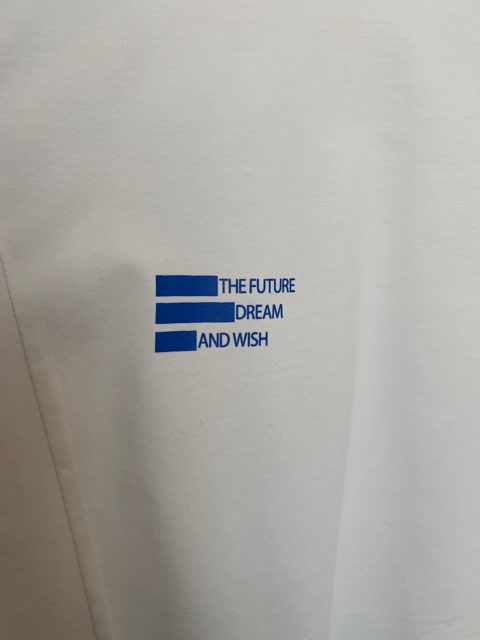 THE FUTURE
DREAM
AND WISH